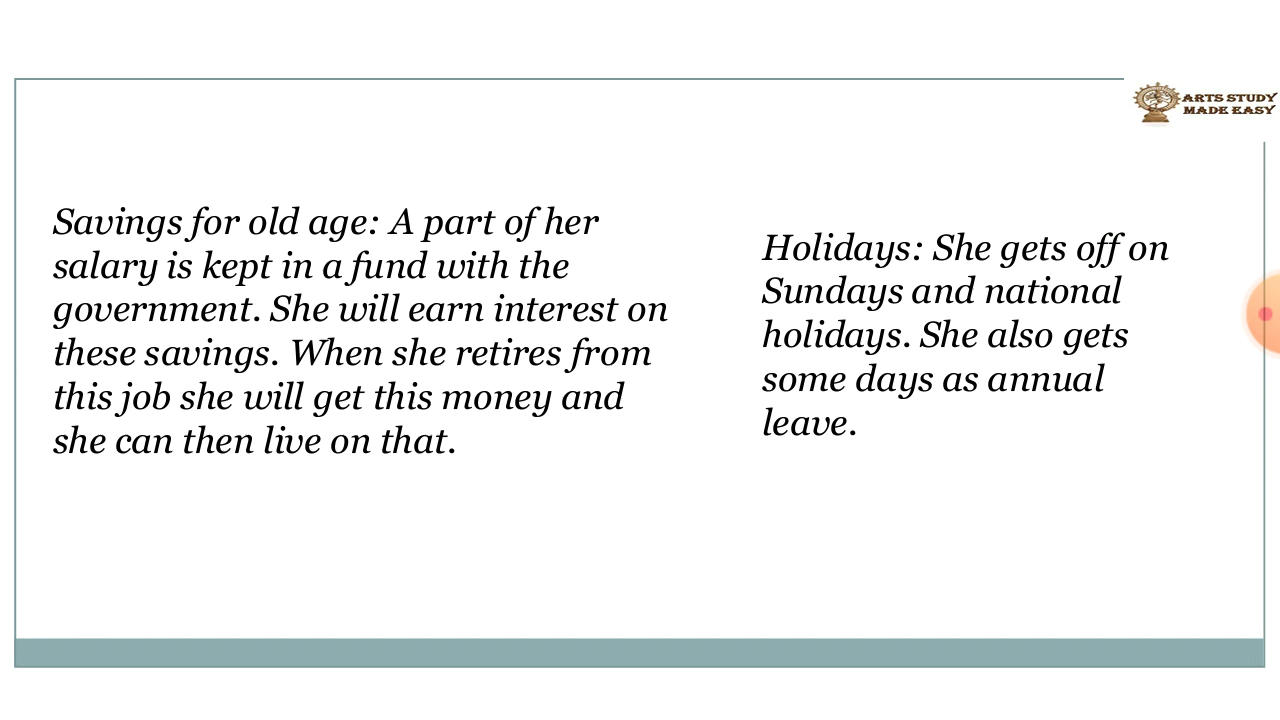 ARTS STUDY
MADE EASY
Savings for old age: A part of her
salary is kept in a fund with the
government. She will earn interest on
these savings. When she retires from
this job she will get this money and
she can then live on that.
Holidays: She gets off on
Sundays and national
holidays. She also gets
some days as annual
leave.